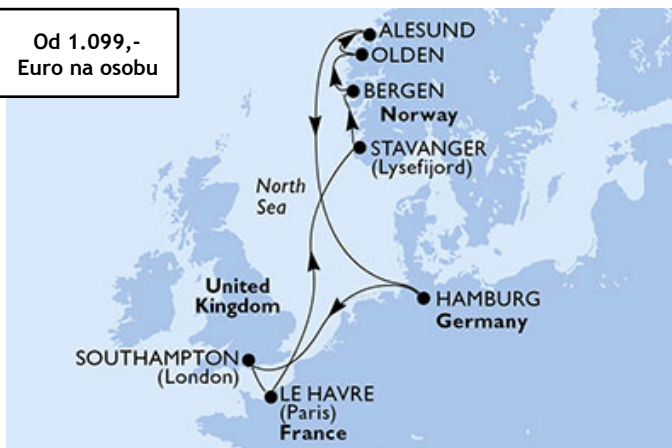 Od 1.099,-
Euro na osobu
ALESUND
OLDEN
BERGEN
Norway
STAVANGER
(Lysefijord)
North
Sea
United
Kingdom
HAMBURG
Germany
SOUTHAMPTON
(London)
LE HAVRE
(Paris)
France